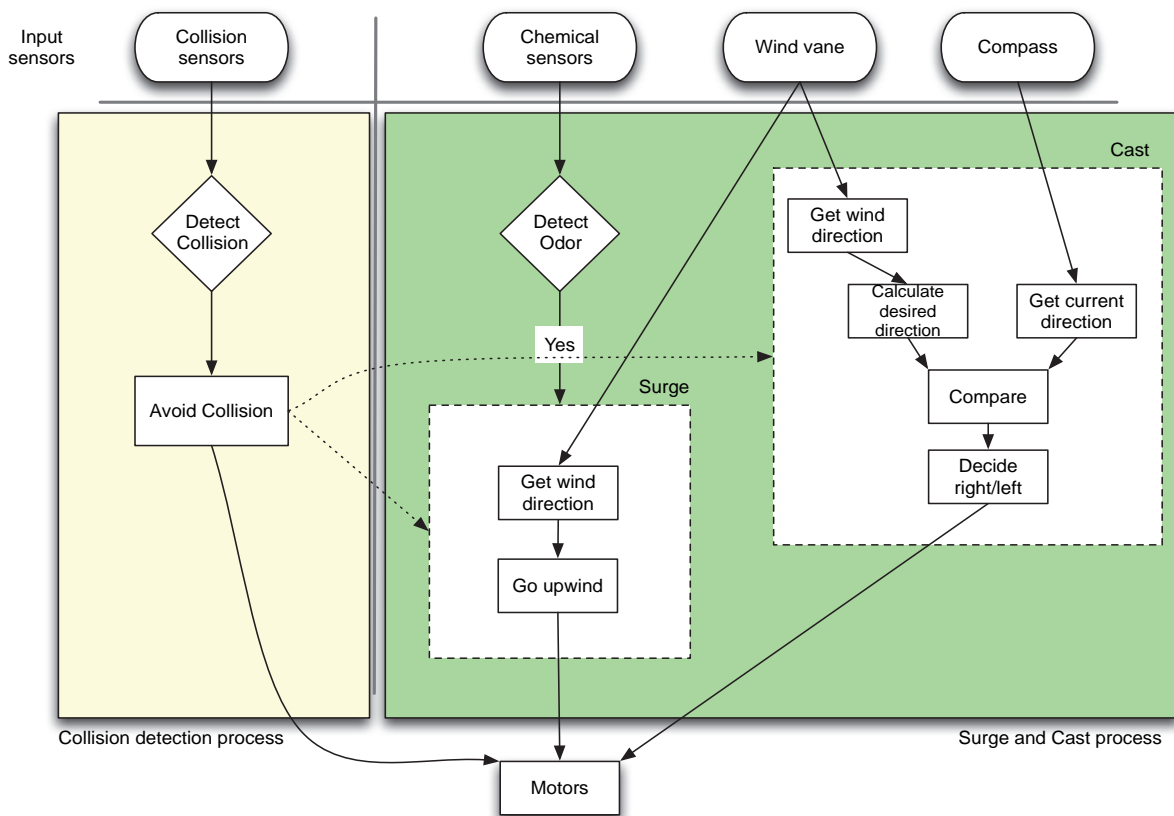 Input
sensors
Collision
sensors
Chemical
sensors
Wind vane
Compass
Cast
Detect
Collision
Detect
Odor
Get wind
direction
Calculate
desired
direction
Get current
direction
Yes
Surge
Avoid Collision
Compare
Get wind
direction
Decide
right/left
Go upwind
Collision detection process
Surge and Cast process
Motors